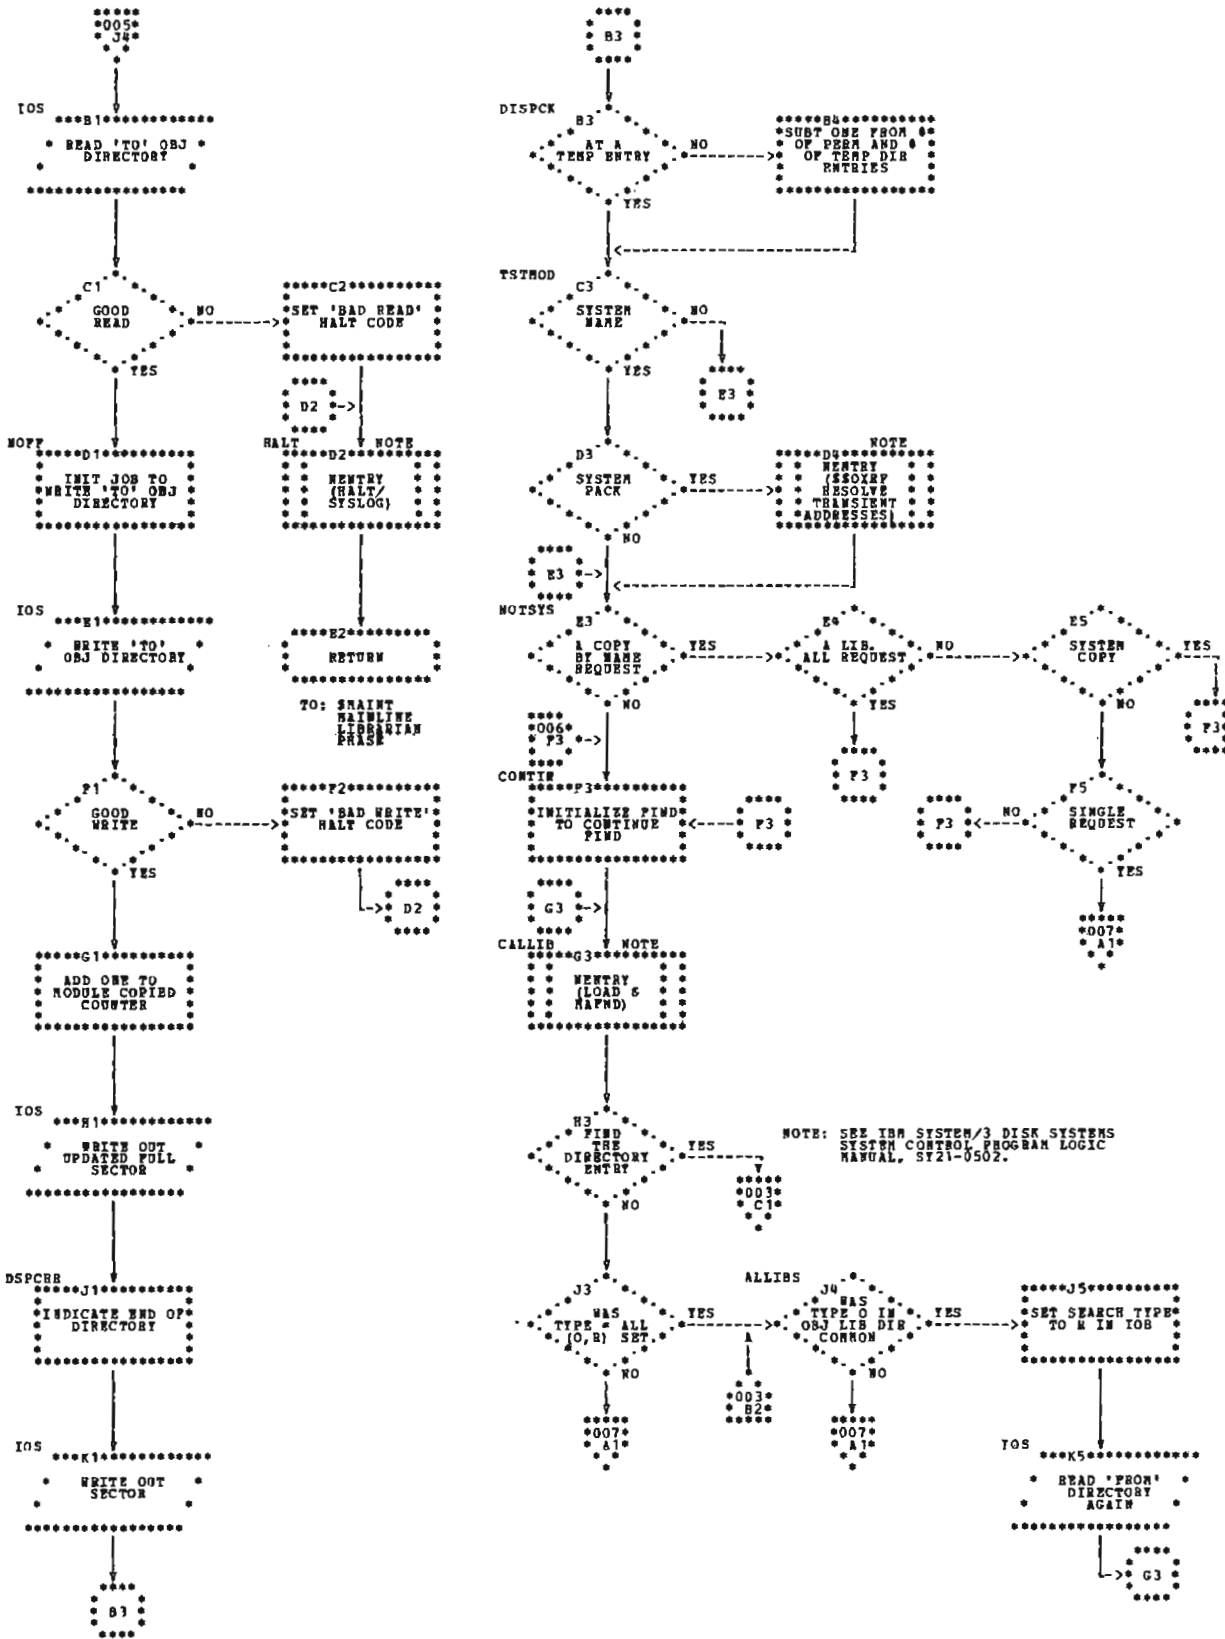 005
J4
IOS
B1
READ 'TO' OBJ
DIRECTORY
C1
GOOD
READ
NO
YES
C2
SET 'BAD READ'
HALT CODE
D2
D1
INIT JOB TO
WRITE 'TO' OBJ
DIRECTORY
HALT
NOTE
D2
NENTRY
(HALT/
SYSLOG)
IOS
E1
WRITE 'TO'
OBJ DIRECTORY
E2
RETURN
TO: $MAINT
MAINLINE
LIBRARIAN
PHASE
F1
GOOD
WRITE
NO
YES
F2
SET 'BAD WRITE'
HALT CODE
D2
G1
ADD ONE TO
MODULE COPIED
COUNTER
IOS
H1
WRITE OUT
UPDATED FULL
SECTOR
J1
INDICATE END OF
DIRECTORY
IOS
K1
WRITE OUT
SECTOR
B3
B3
DISPCK
B3
AT A
TEMP ENTRY
NO
YES
B4
SUBT ONE FROM #
OF PERM AND #
OF TEMP DIR
ENTRIES
TSTMOD
C3
SYSTEM
NAME
NO
YES
E3
D3
SYSTEM
PACK
YES
NO
NOTE
D4
NENTRY
($$OXRF
RESOLVE
TRANSIENT
ADDRESSES)
E3
NOTSYS
E3
A COPY
BY NAME
REQUEST
YES
NO
E4
A LIB.
ALL REQUEST
NO
YES
F3
E5
SYSTEM
COPY
YES
NO
F3
006
F3
CONTIN
F3
INITIALIZE FIND
TO CONTINUE
FIND
F3
F5
SINGLE
REQUEST
NO
YES
F3
007
A1
G3
CALLIB
NOTE
G3
NENTRY
(LOAD &
MAFND)
H3
FIND
THE
DIRECTORY
ENTRY
YES
NO
003
C1
NOTE: SEE IBM SYSTEM/3 DISK SYSTEMS
SYSTEM CONTROL PROGRAM LOGIC
MANUAL, SY21-0502.
J3
WAS
TYPE = ALL
(O,R) SET
YES
NO
007
A1
ALLIBS
J4
WAS
TYPE O IN
OBJ LIB DIR
COMMON
YES
NO
003
B2
007
A1
J5
SET SEARCH TYPE
TO R IN IOB
IOS
K5
READ 'FROM'
DIRECTORY
AGAIN
G3